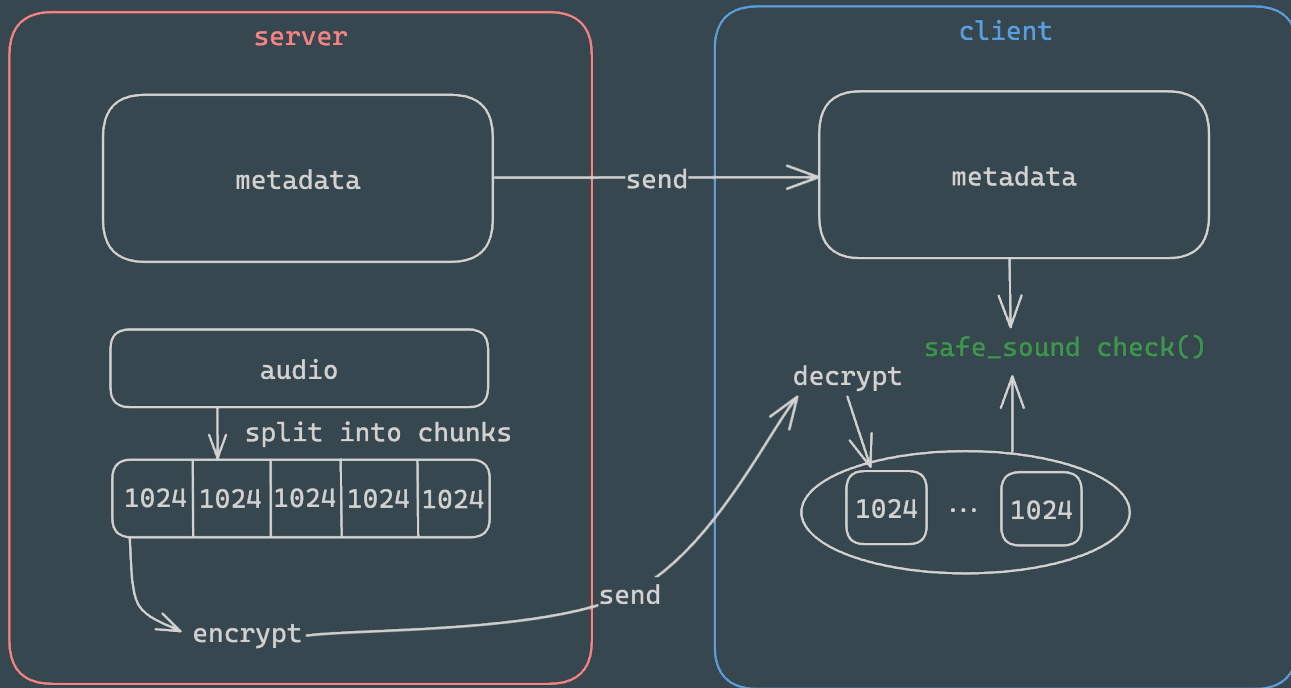 server
client
metadata
send
metadata
safe_sound check()
audio
decrypt
split into chunks
1024 1024 1024 1024 1024
1024 ... 1024
send
encrypt